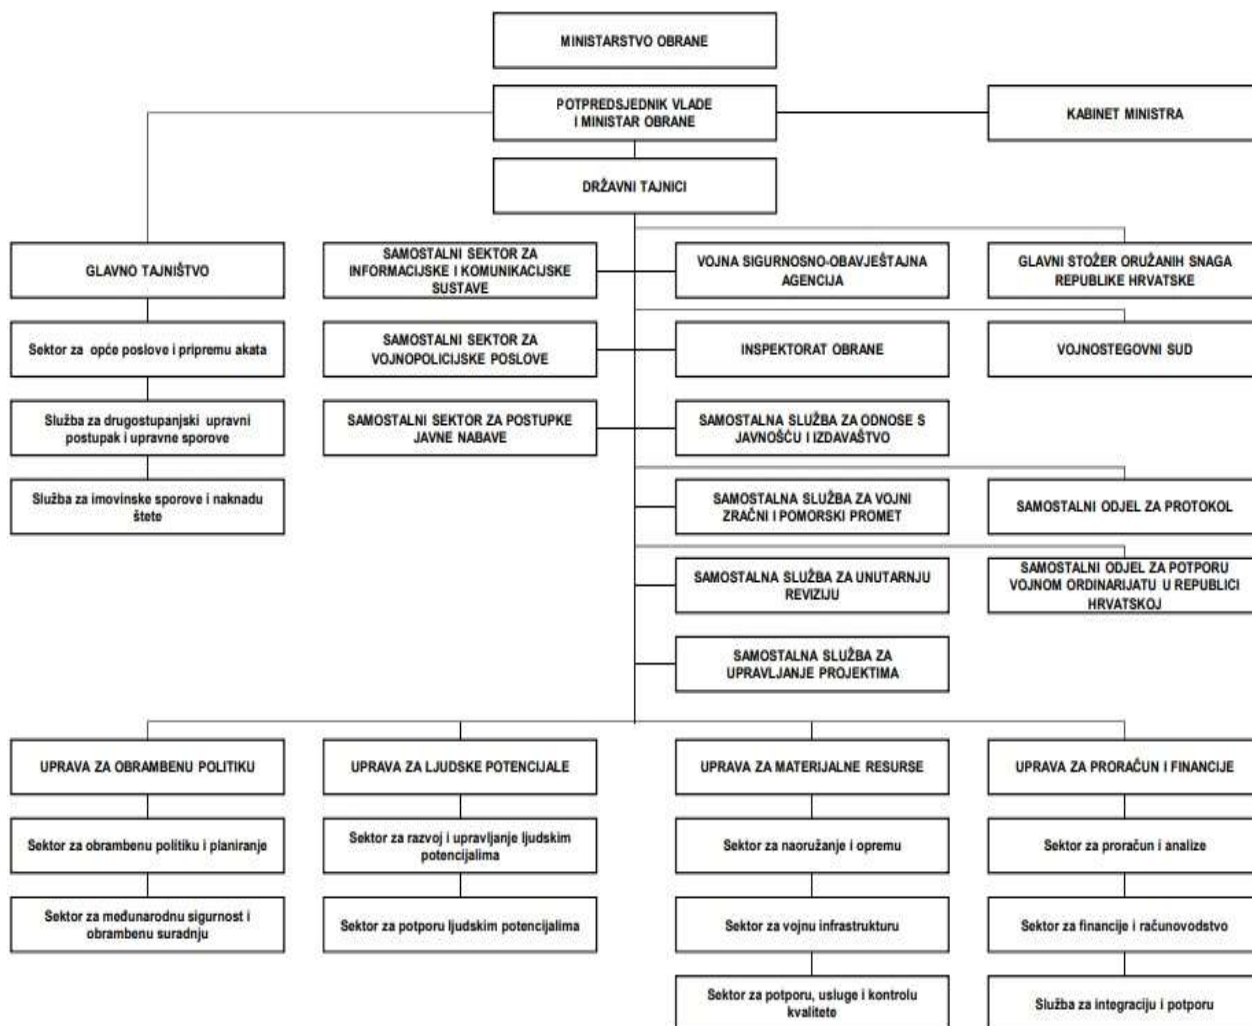 MINISTARSTVO OBRANE
POTPREDSJEDNIK VLADE
I MINISTAR OBRANE
KABINET MINISTRA
DRŽAVNI TAJNICI
GLAVNO TAJNIŠTVO
SAMOSTALNI SEKTOR ZA
INFORMACIJSKE I KOMUNIKACIJSKE
SUSTAVE
VOJNA SIGURNOSNO-OBAVJEŠTAJNA
AGENCIJA
GLAVNI STOŽER ORUŽANIH SNAGA
REPUBLIKE HRVATSKE
Sektor za opće poslove i pripremu akata
SAMOSTALNI SEKTOR ZA
VOJNOPOLICIJSKE POSLOVE
INSPEKTORAT OBRANE
VOJNOSTEGOVNI SUD
Služba za drugostupanjski upravni
postupak i upravne sporove
SAMOSTALNI SEKTOR ZA POSTUPKE
JAVNE NABAVE
SAMOSTALNA SLUŽBA ZA ODNOSE S
JAVNOŠĆU I IZDAVAŠTVO
Služba za imovinske sporove i naknadu
štete
SAMOSTALNA SLUŽBA ZA VOJNI
ZRAČNI I POMORSKI PROMET
SAMOSTALNI ODJEL ZA PROTOKOL
SAMOSTALNA SLUŽBA ZA UNUTARNJU
REVIZIJU
SAMOSTALNI ODJEL ZA POTPORU
VOJNOM ORDINARIJATU U REPUBLICI
HRVATSKOJ
SAMOSTALNA SLUŽBA ZA
UPRAVLJANJE PROJEKTIMA
UPRAVA ZA OBRAMBENU POLITIKU
UPRAVA ZA LJUDSKE POTENCIJALE
UPRAVA ZA MATERIJALNE RESURSE
UPRAVA ZA PRORAČUN I FINANCIJE
Sektor za obrambenu politiku i planiranje
Sektor za razvoj i upravljanje ljudskim
potencijalima
Sektor za naoružanje i opremu
Sektor za proračun i analize
Sektor za međunarodnu sigurnost i
obrambenu suradnju
Sektor za potporu ljudskim potencijalima
Sektor za vojnu infrastrukturu
Sektor za financije i računovodstvo
Sektor za potporu, usluge i kontrolu
kvalitete
Služba za integraciju i potporu